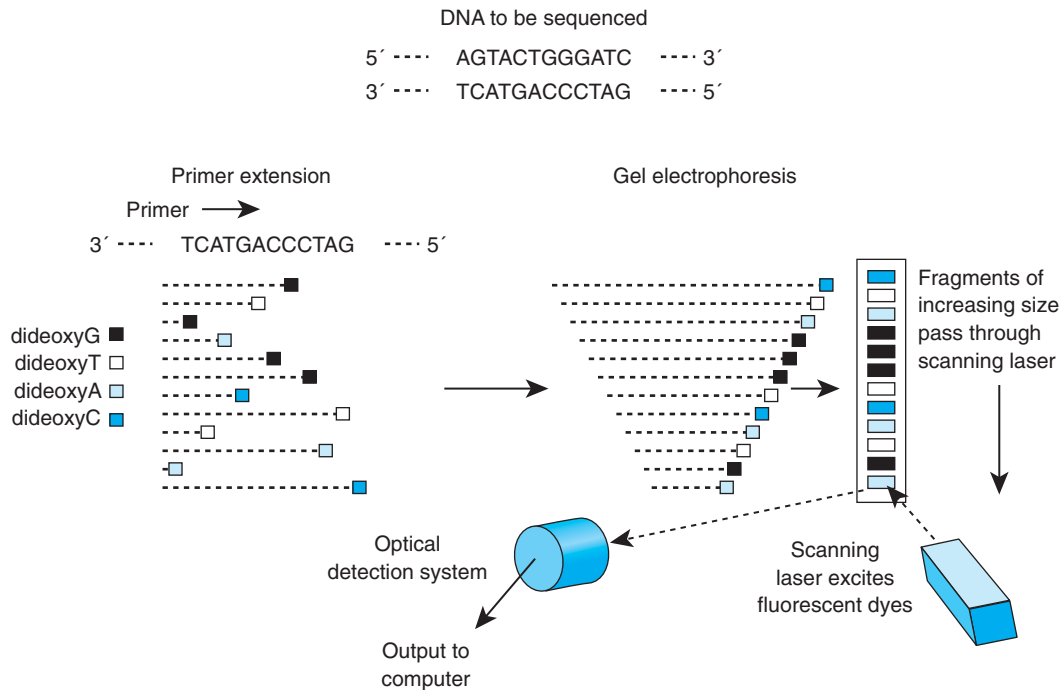 DNA to be sequenced
5´ ---- AGTACTGGGATC ---- 3´
3´ ---- TCATGACCCTAG ---- 5´
Primer extension
Primer
3´ ---- TCATGACCCTAG ---- 5´
dideoxyG
dideoxyT
dideoxyA
dideoxyC
Gel electrophoresis
Fragments of
increasing size
pass through
scanning laser
Optical
detection system
Output to
computer
Scanning
laser excites
fluorescent dyes